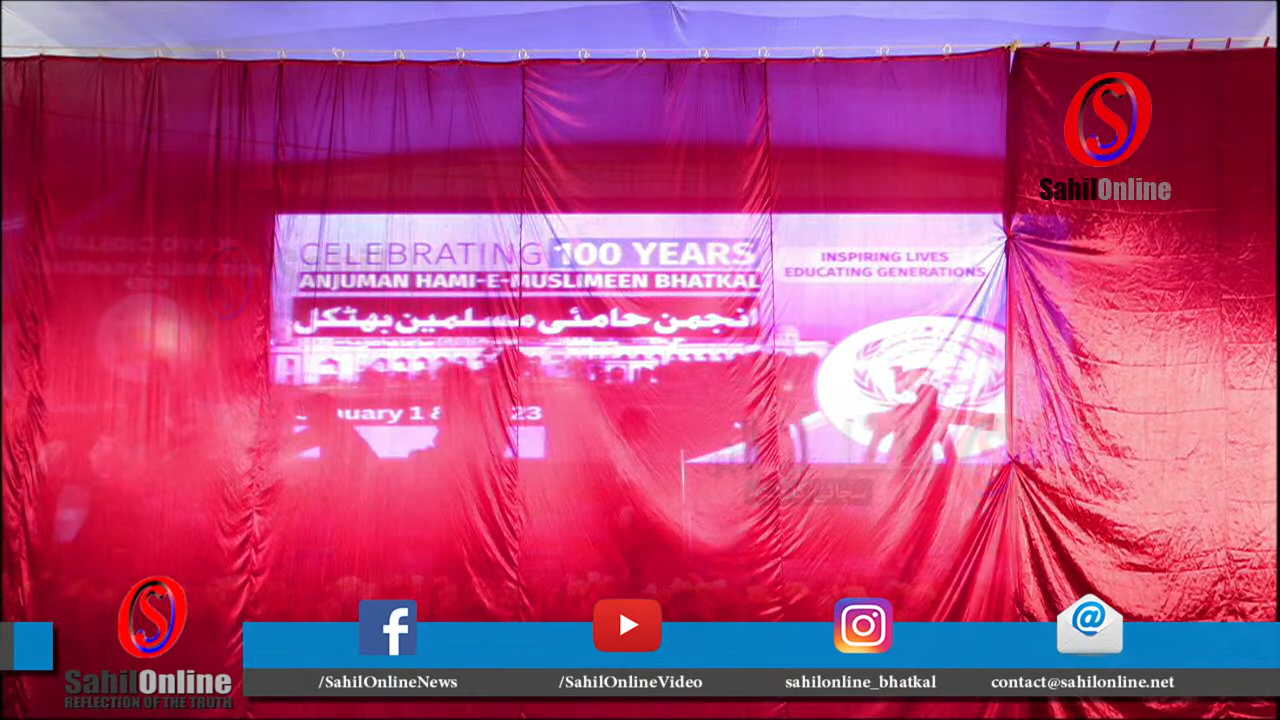 SahilOnline
CELEBRATING 100 YEARS
ANJUMAN HAMI-E-MUSLIMEEN BHATKAL
انجمن حامئی مسلمین بھٹکل
INSPIRING LIVES
EDUCATING GENERATIONS
SahilOnline
REFLECTION OF THE TRUTH
/SahilOnlineNews
/SahilOnlineVideo
sahilonline_bhatkal
contact@sahilonline.net